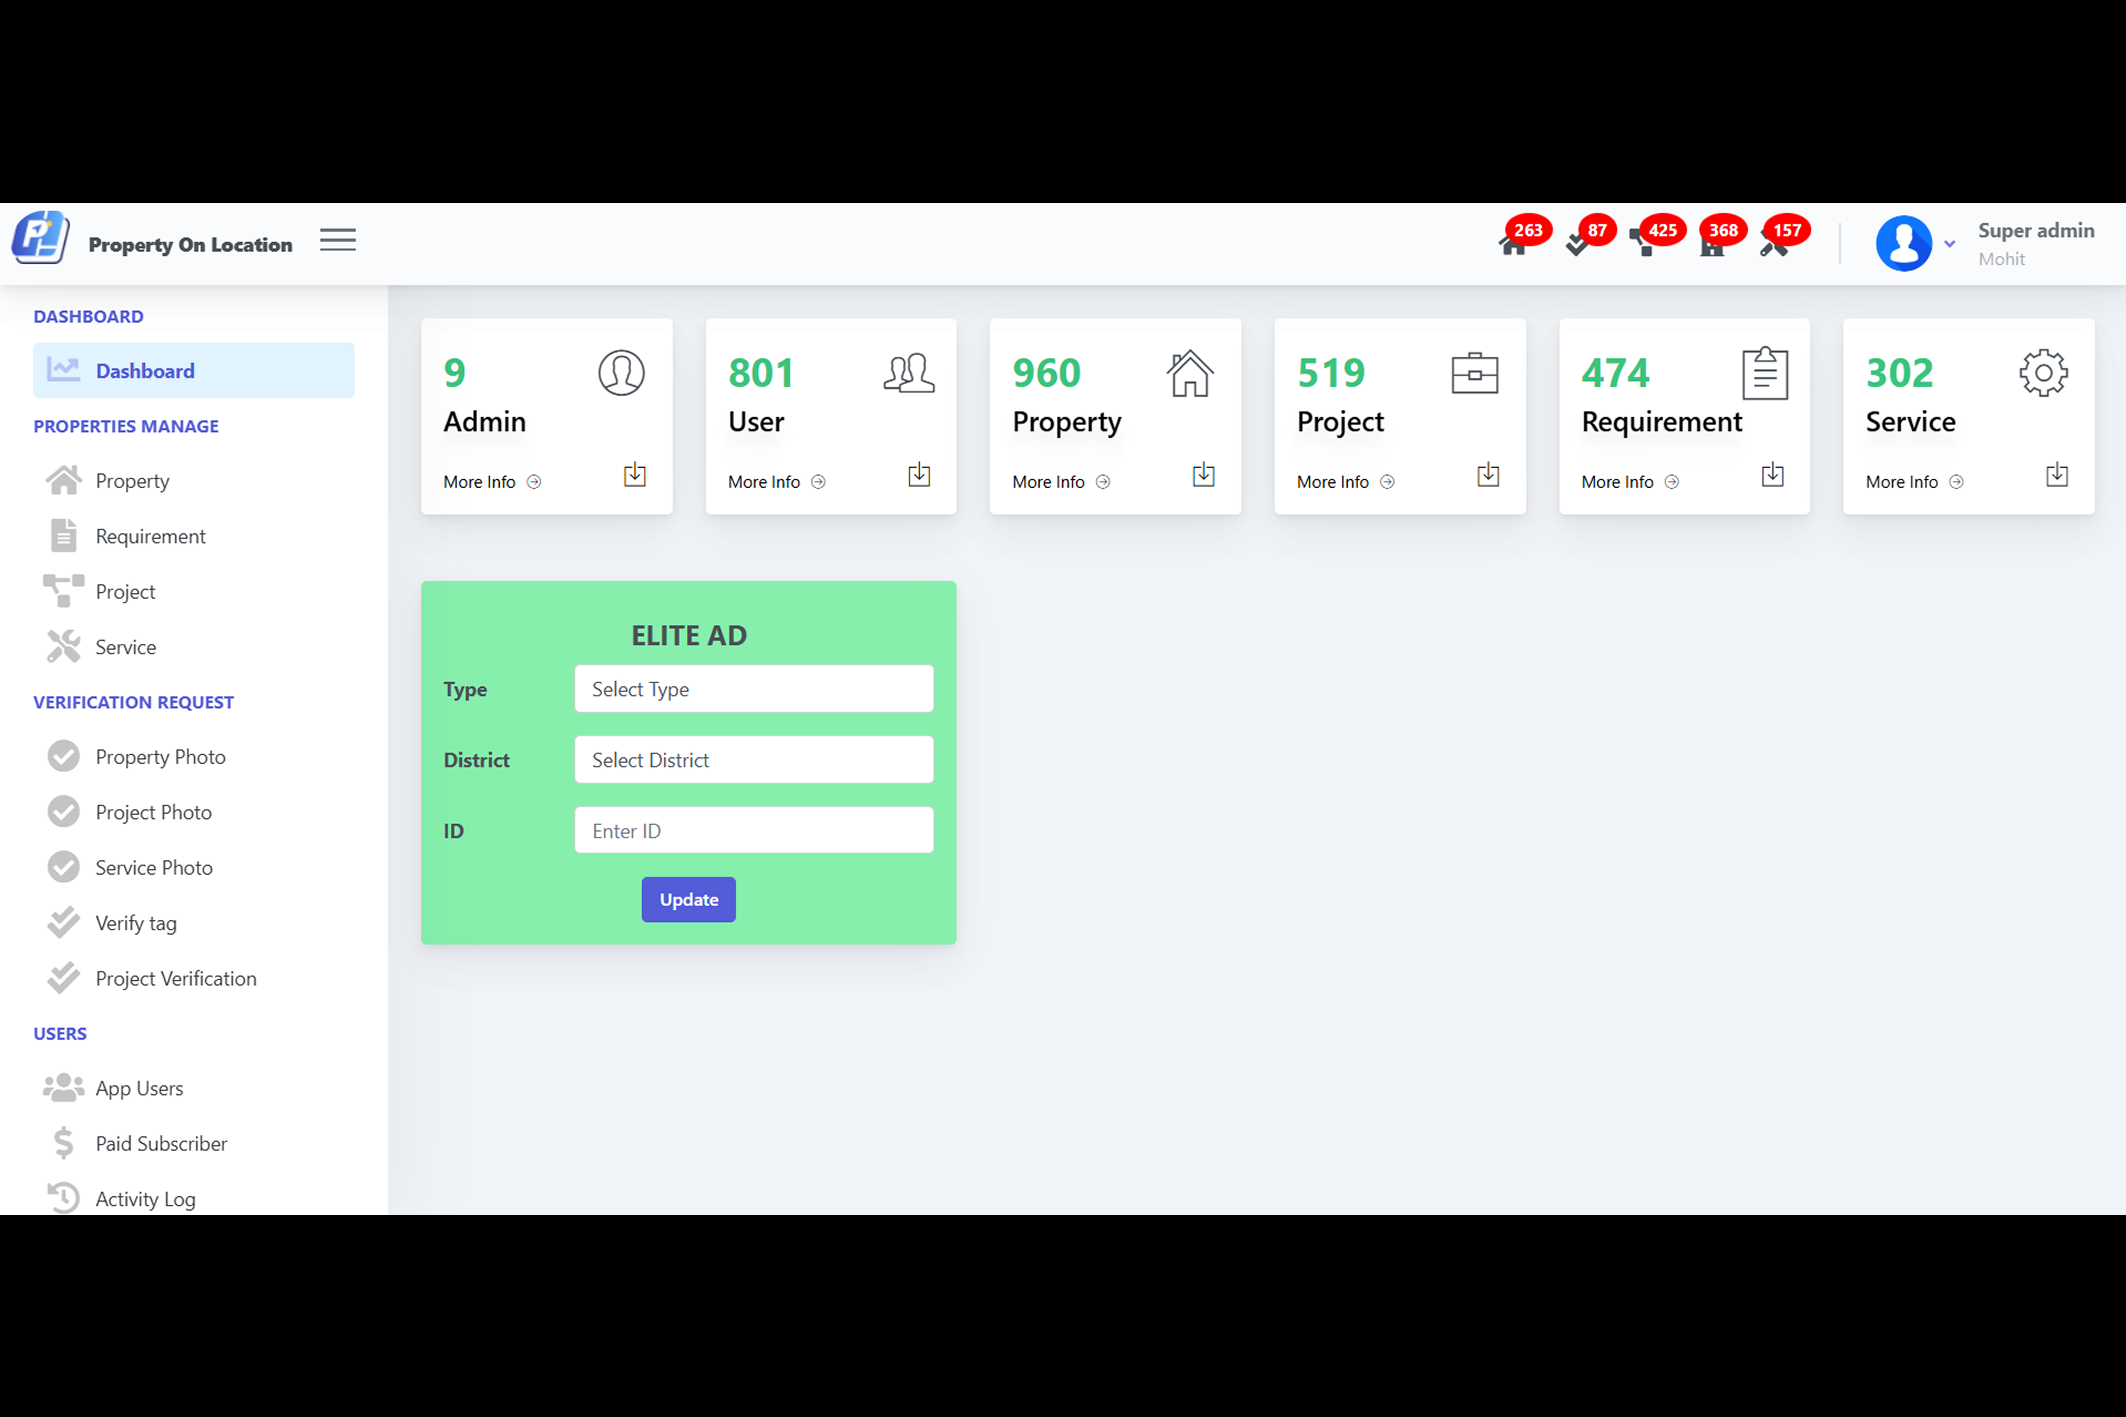 Property On Location
263 87 425 368 157
Super admin
Mohit
DASHBOARD
Dashboard
PROPERTIES MANAGE
Property
Requirement
Project
Service
VERIFICATION REQUEST
Property Photo
Project Photo
Service Photo
Verify tag
Project Verification
USERS
App Users
Paid Subscriber
Activity Log
9
Admin
More Info
801
User
More Info
960
Property
More Info
519
Project
More Info
474
Requirement
More Info
302
Service
More Info
ELITE AD
Type Select Type
District Select District
ID Enter ID
Update